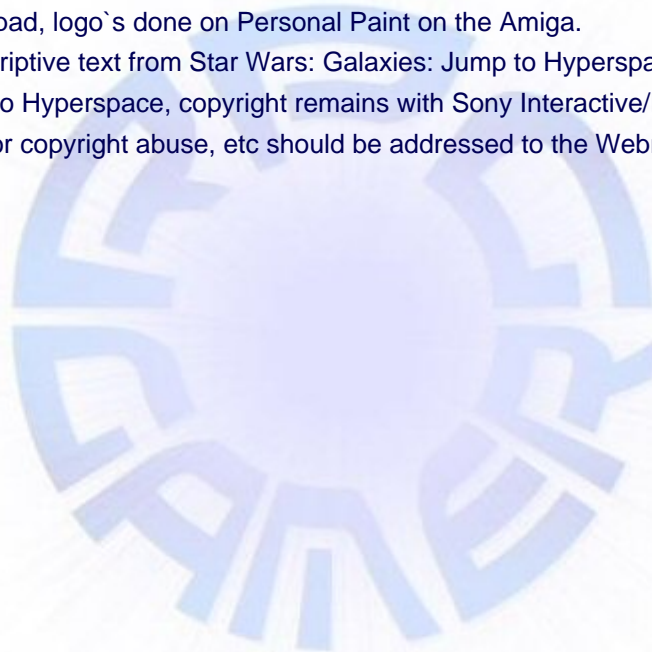 oad, logo`s done on Personal Paint on the Amiga.
riptive text from Star Wars: Galaxies: Jump to Hyperspa
to Hyperspace, copyright remains with Sony Interactive/
or copyright abuse, etc should be addressed to the Web